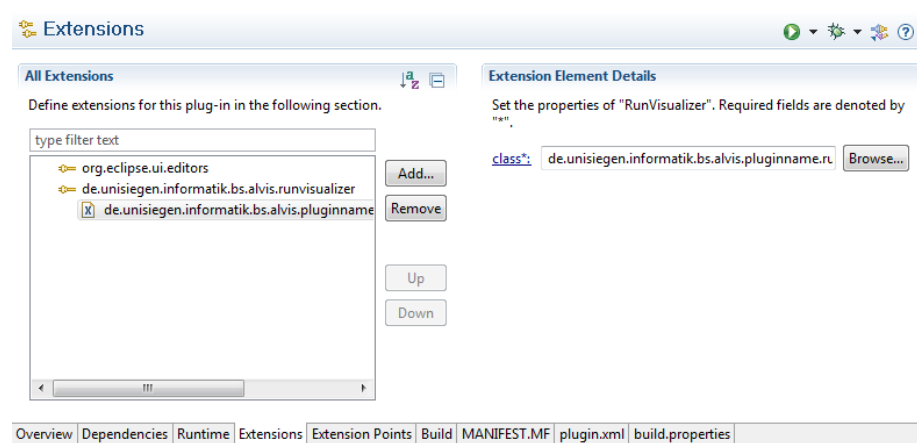 Extensions
All Extensions
Define extensions for this plug-in in the following section.
type filter text
org.eclipse.ui.editors
de.unisiegen.informatik.bs.alvis.runvisualizer
de.unisiegen.informatik.bs.alvis.pluginname
Add...
Remove
Up
Down
Extension Element Details
Set the properties of "RunVisualizer". Required fields are denoted by
"*".
class*: de.unisiegen.informatik.bs.alvis.pluginname.ru Browse...
Overview Dependencies Runtime Extensions Extension Points Build MANIFEST.MF plugin.xml build.properties